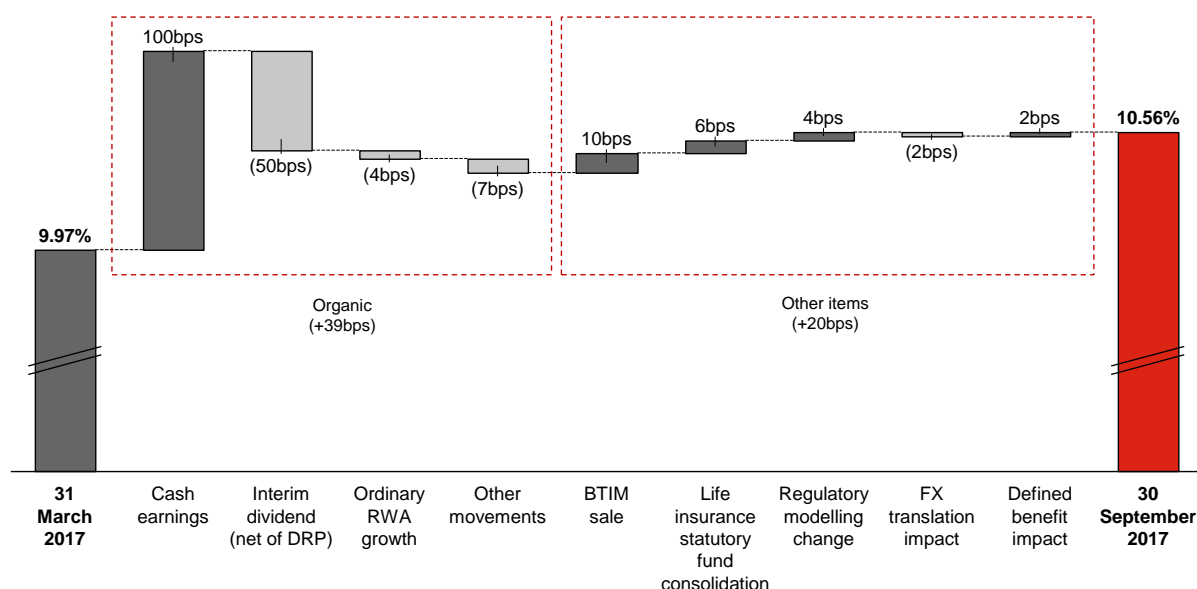 100bps
(50bps)
(4bps)
(7bps)
10bps
6bps
4bps
(2bps)
2bps
10.56%
9.97%
Organic
(+39bps)
Other items
(+20bps)
31
March
2017
Cash
earnings
Interim
dividend
(net of DRP)
Ordinary
RWA
growth
Other
movements
BTIM
sale
Life
insurance
statutory
fund
consolidation
Regulatory
modelling
change
FX
translation
impact
Defined
benefit
impact
30
September
2017